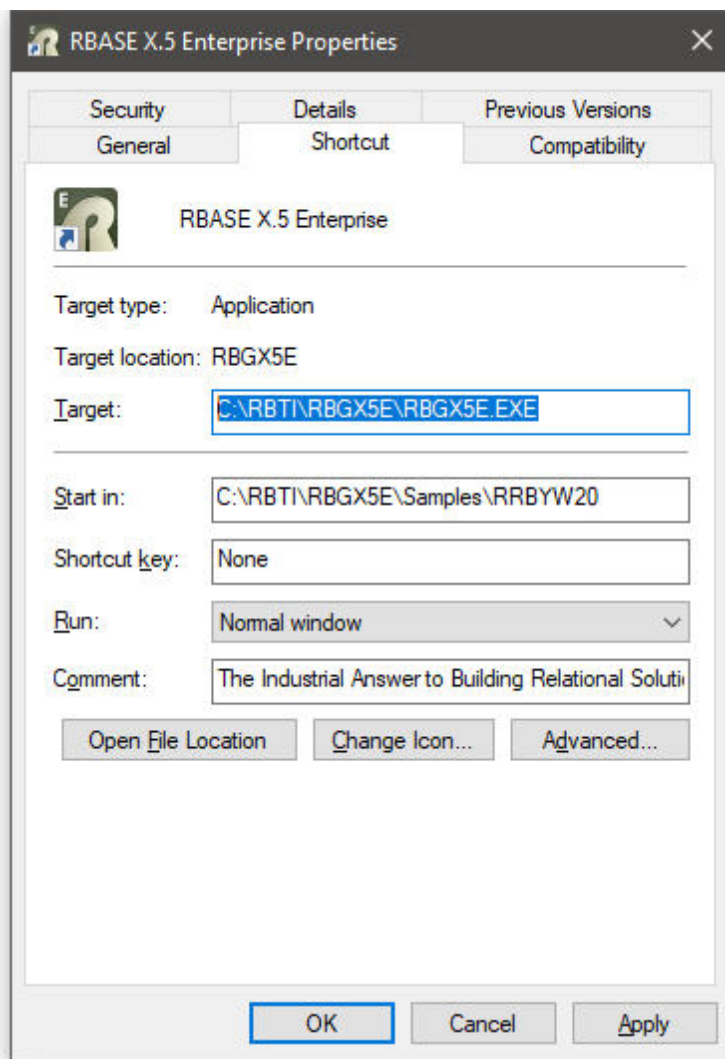 RBASE X.5 Enterprise Properties
Security Details Previous Versions
General Shortcut Compatibility
E
RBASE X.5 Enterprise
Target type: Application
Target location: RBGX5E
Target: C:\RBTI\RBGX5E\RBGX5E.EXE
Start in: C:\RBTI\RBGX5E\Samples\RRBYW20
Shortcut key: None
Run: Normal window
Comment: The Industrial Answer to Building Relational Soluti
Open File Location Change Icon... Advanced...
OK Cancel Apply